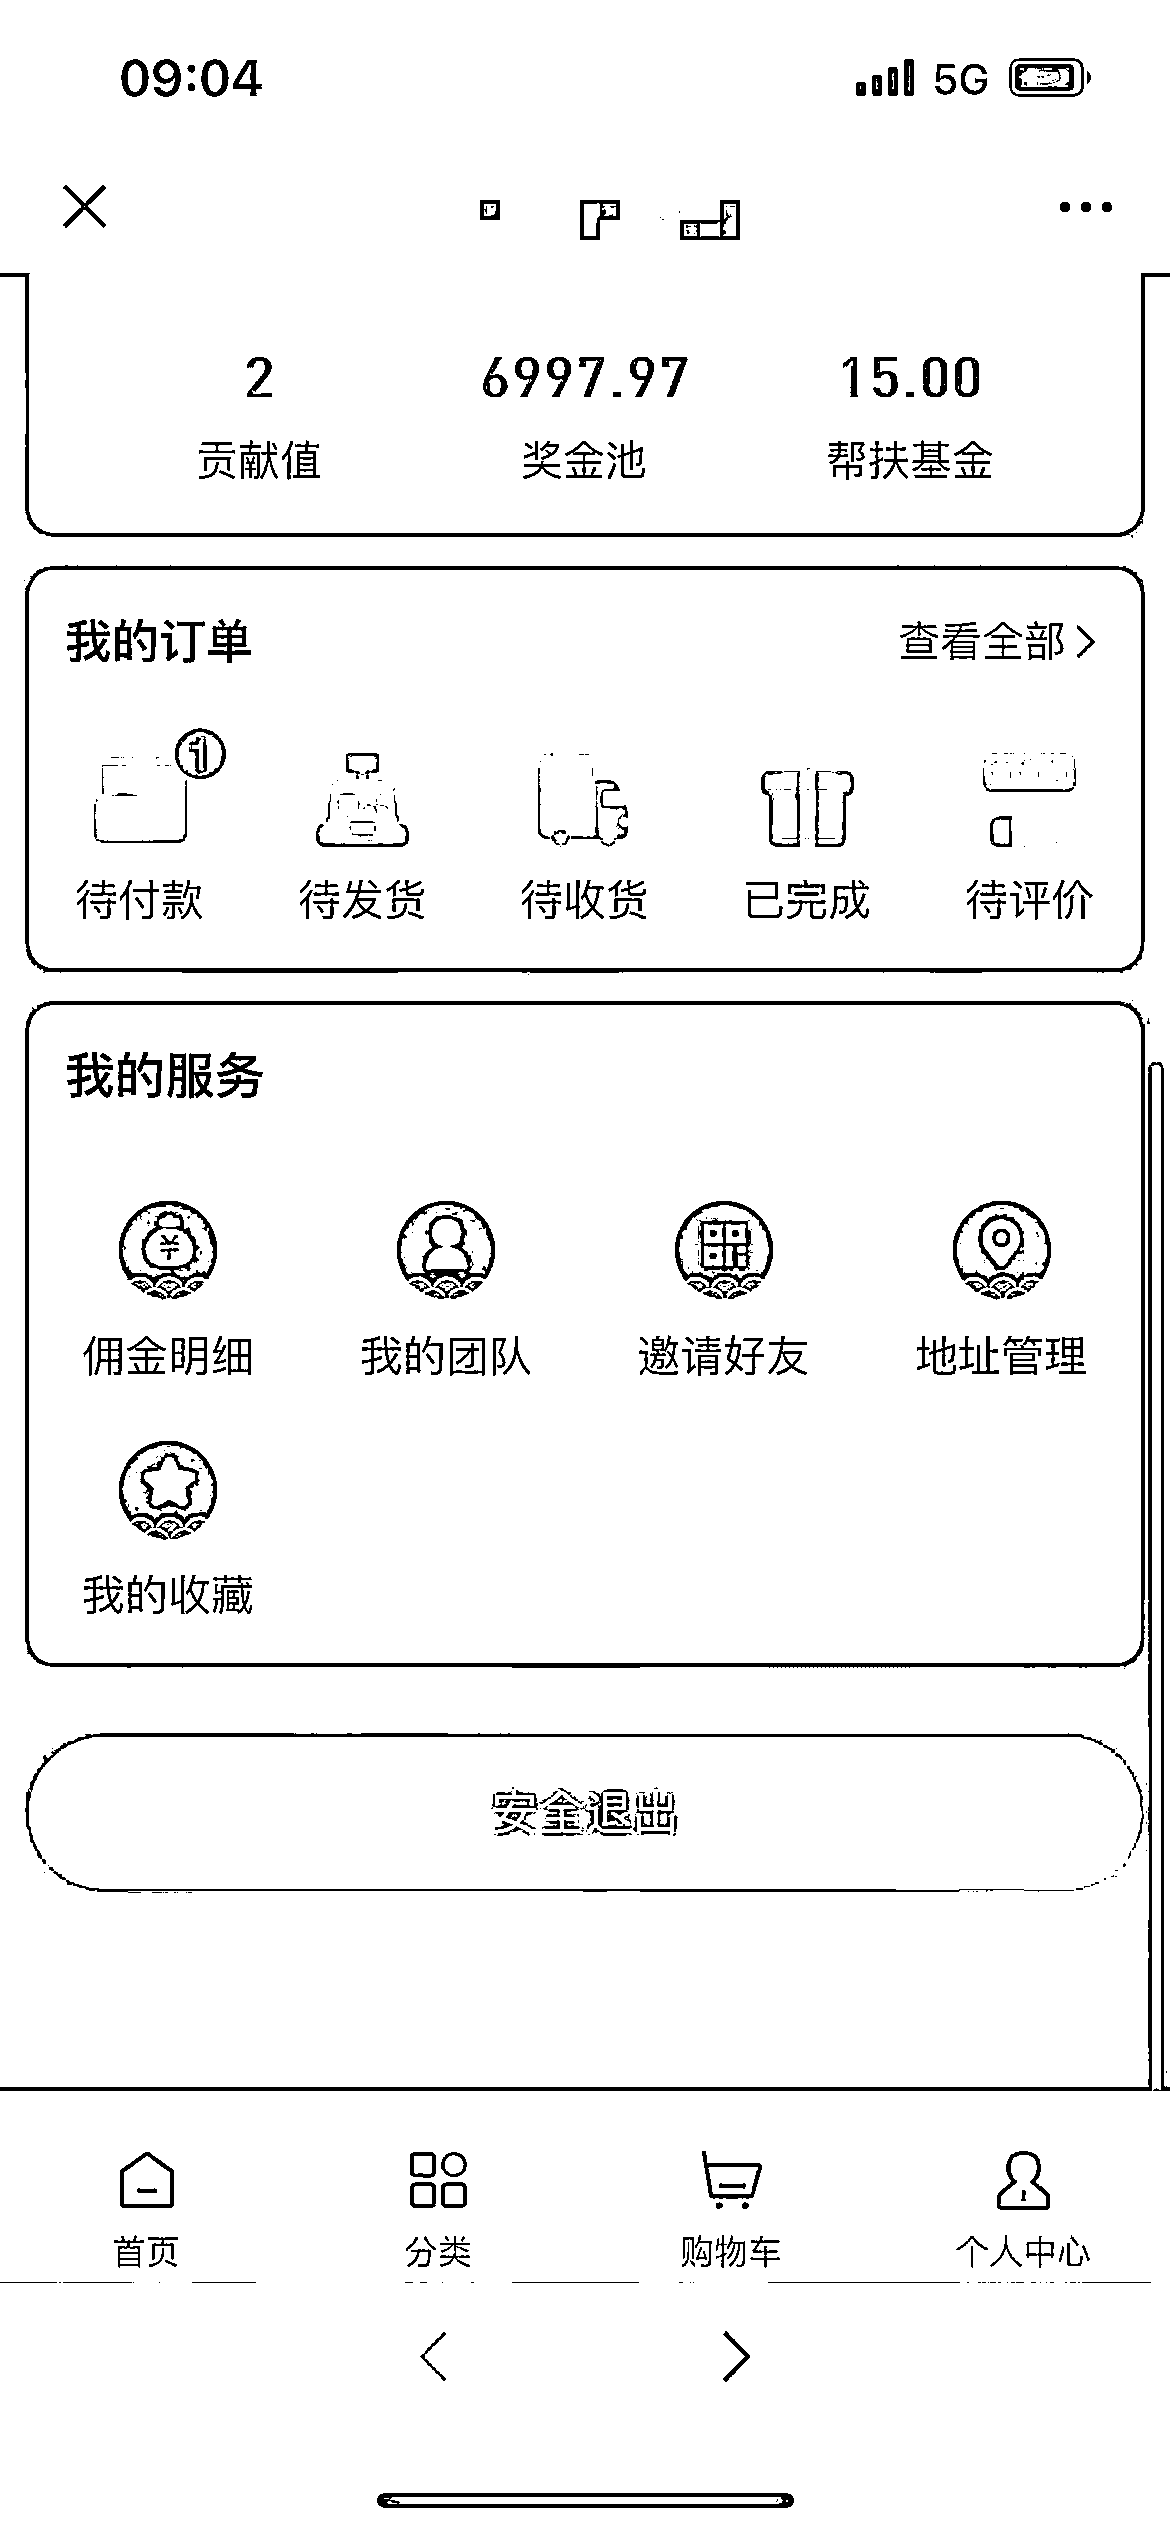 09:04 5G
2 6997.97 15.00
贡献值 奖金池 帮扶基金
我的订单 查看全部
1
待付款 待发货 待收货 已完成 待评价
我的服务
佣金明细 我的团队 邀请好友 地址管理
我的收藏
安全退出
首页 分类 购物车 个人中心